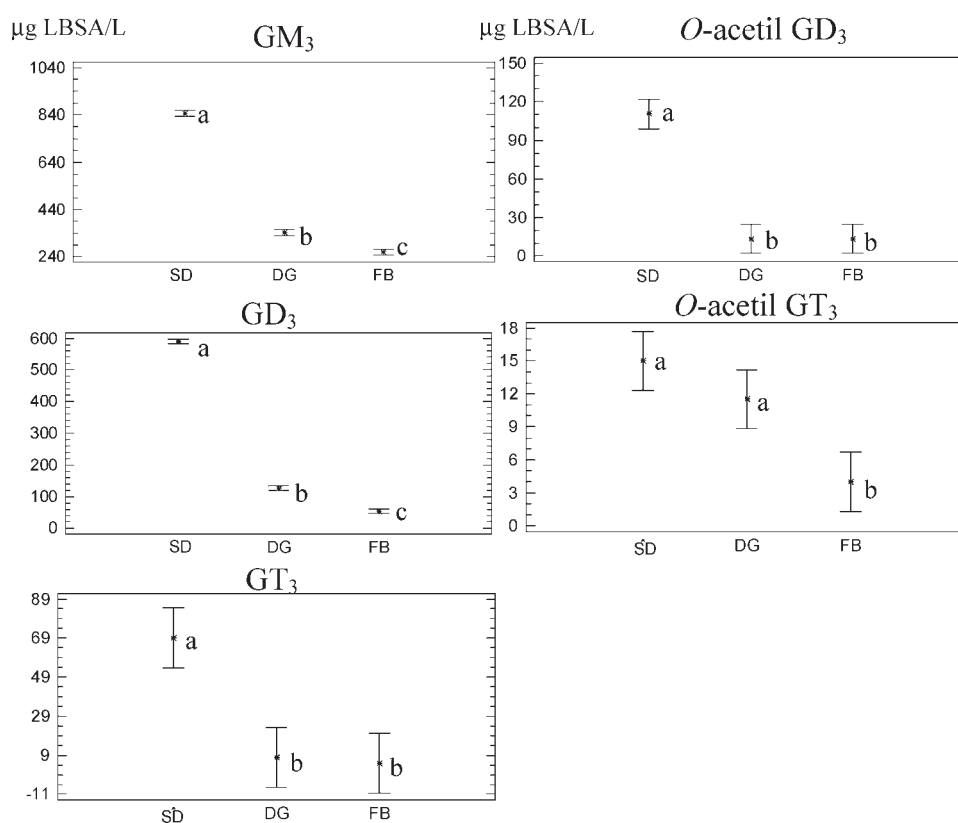 µg LBSA/L
GM3
1040
840
640
440
240
a
b
c
SD DG FB
µg LBSA/L
O-acetil GD3
150
120
90
60
30
0
a
b
b
SD DG FB
GD3
600
500
400
300
200
100
0
a
b
c
SD DG FB
O-acetil GT3
18
15
12
9
6
3
0
a
a
b
SD DG FB
GT3
89
69
49
29
9
-11
a
b
b
SD DG FB